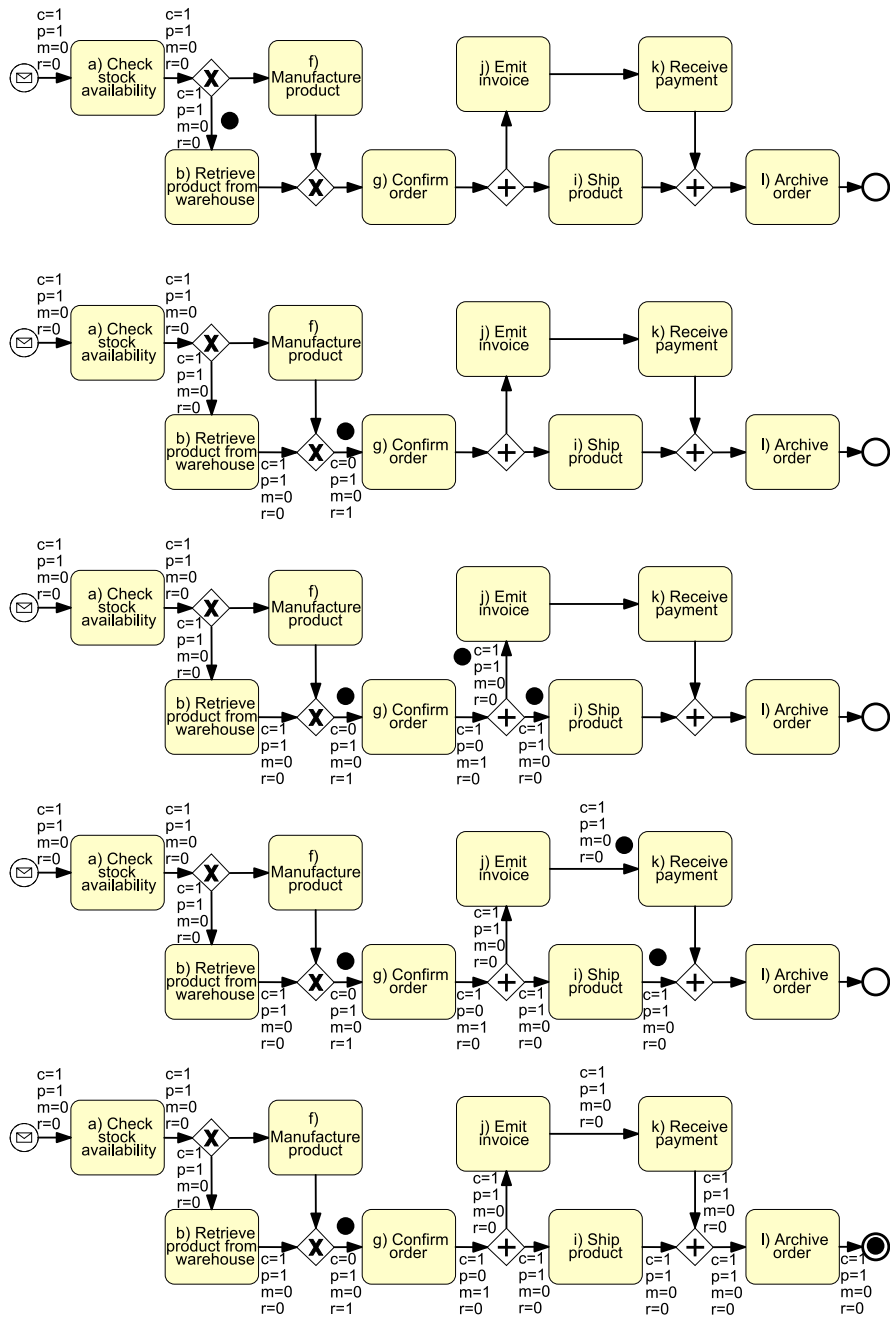 c=1
p=1
m=0
r=0
a) Check
stock
availability
c=1
p=1
m=0
r=0
X
c=1
p=1
m=0
r=0
f)
Manufacture
product
b) Retrieve
product from
warehouse
X
g) Confirm
order
j) Emit
invoice
k) Receive
payment
+
i) Ship
product
+
l) Archive
order
c=1
p=1
m=0
r=0
a) Check
stock
availability
c=1
p=1
m=0
r=0
X
c=1
p=1
m=0
r=0
f)
Manufacture
product
b) Retrieve
product from
warehouse
c=1
p=1
m=0
r=0
X
c=0
p=1
m=0
r=1
g) Confirm
order
j) Emit
invoice
k) Receive
payment
+
i) Ship
product
+
l) Archive
order
c=1
p=1
m=0
r=0
a) Check
stock
availability
c=1
p=1
m=0
r=0
X
c=1
p=1
m=0
r=0
f)
Manufacture
product
b) Retrieve
product from
warehouse
c=1
p=1
m=0
r=0
X
c=0
p=1
m=0
r=1
g) Confirm
order
c=1
p=0
m=1
r=0
j) Emit
invoice
c=1
p=1
m=0
r=0
k) Receive
payment
+
c=1
p=1
m=0
r=0
i) Ship
product
+
l) Archive
order
c=1
p=1
m=0
r=0
a) Check
stock
availability
c=1
p=1
m=0
r=0
X
c=1
p=1
m=0
r=0
f)
Manufacture
product
b) Retrieve
product from
warehouse
c=1
p=1
m=0
r=0
X
c=0
p=1
m=0
r=1
g) Confirm
order
c=1
p=0
m=1
r=0
j) Emit
invoice
c=1
p=1
m=0
r=0
c=1
p=1
m=0
r=0
k) Receive
payment
+
c=1
p=1
m=0
r=0
i) Ship
product
c=1
p=1
m=0
r=0
+
l) Archive
order
c=1
p=1
m=0
r=0
a) Check
stock
availability
c=1
p=1
m=0
r=0
X
c=1
p=1
m=0
r=0
f)
Manufacture
product
b) Retrieve
product from
warehouse
c=1
p=1
m=0
r=0
X
c=0
p=1
m=0
r=1
g) Confirm
order
c=1
p=0
m=1
r=0
j) Emit
invoice
c=1
p=1
m=0
r=0
c=1
p=1
m=0
r=0
k) Receive
payment
c=1
p=1
m=0
r=0
+
c=1
p=1
m=0
r=0
i) Ship
product
c=1
p=1
m=0
r=0
+
c=1
p=1
m=0
r=0
l) Archive
order
c=1
p=1
m=0
r=0